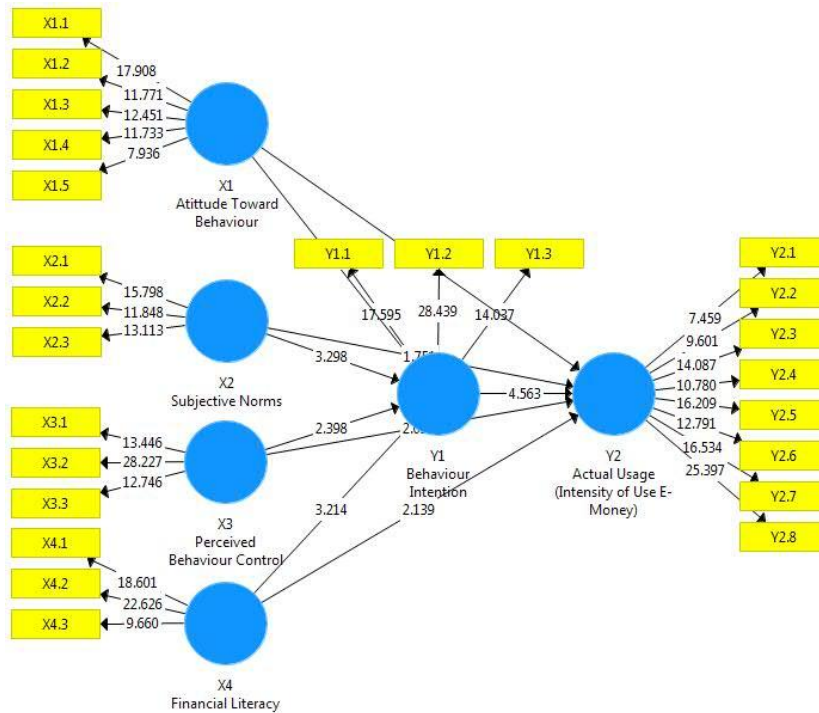 X1.1
X1.2
X1.3
X1.4
X1.5
17.908
11.771
12.451
11.733
7.936
X1
Atittude Toward
Behaviour
X2.1
X2.2
X2.3
15.798
11.848
13.113
X2
Subjective Norms
X3.1
X3.2
X3.3
13.446
28.227
12.746
X3
Perceived
Behaviour Control
X4.1
X4.2
X4.3
18.601
22.626
9.660
X4
Financial Literacy
Y1.1
Y1.2
Y1.3
17.595
28.439
14.037
3.298
2.398
3.214
4.563
2.139
Y1
Behaviour
Intention
Y2
Actual Usage
(Intensity of Use E-
Money)
7.459
9.601
14.087
10.780
16.209
12.791
16.534
25.397
Y2.1
Y2.2
Y2.3
Y2.4
Y2.5
Y2.6
Y2.7
Y2.8